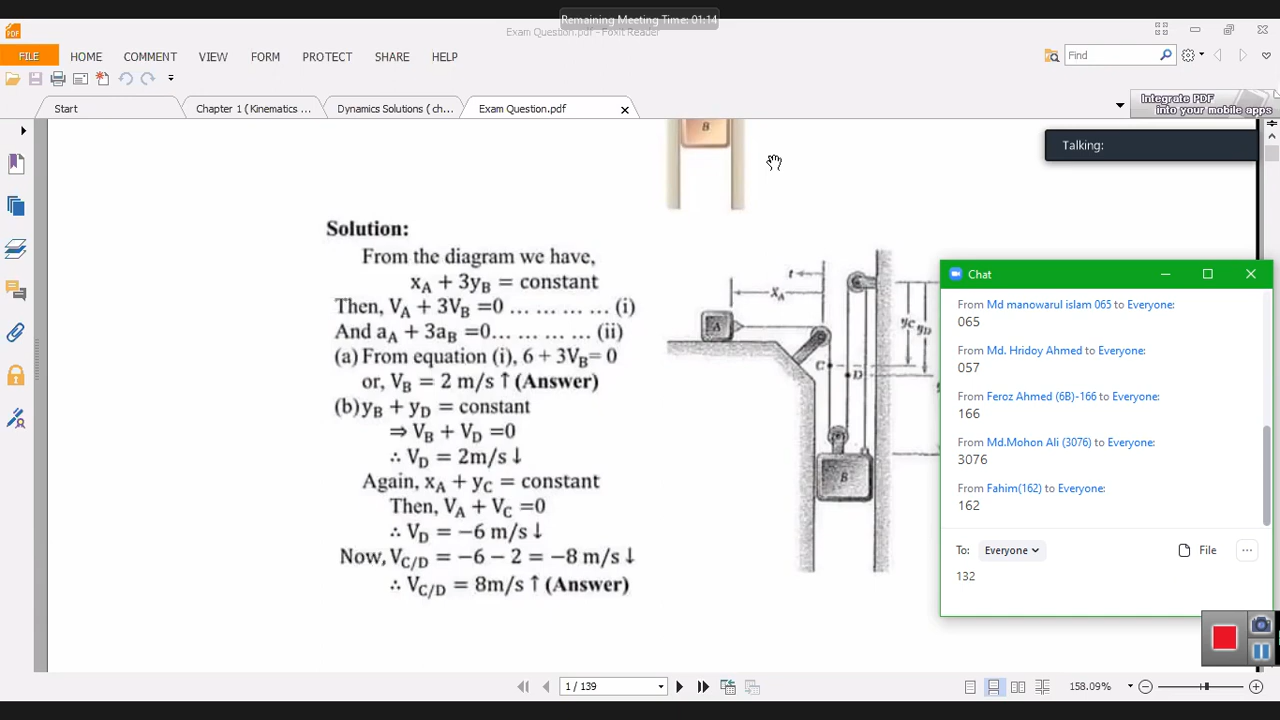 Remaining Meeting Time: 01:14
Exam Question.pdf - Foxit Reader
FILE
HOME
COMMENT
VIEW
FORM
PROTECT
SHARE
HELP
Find
Start
Chapter 1 ( Kinematics ...
Dynamics Solutions ( ch...
Exam Question.pdf
Integrate PDF
into your mobile apps
B
Talking:
Solution:
From the diagram we have,
x_A + 3y_B = constant
Then, V_A + 3V_B =0 ... ... ... ... (i)
And a_A + 3a_B =0... ... ... ... (ii)
(a) From equation (i), 6 + 3V_B= 0
or, V_B = 2 m/s ↑ (Answer)
(b) y_B + y_D = constant
⇒ V_B + V_D =0
∴ V_D = 2m/s ↓
Again, x_A + y_C = constant
Then, V_A + V_C =0
∴ V_D = −6 m/s ↓
Now, V_C/D = −6 − 2 = −8 m/s ↓
∴ V_C/D = 8m/s ↑ (Answer)
x_A
A
y_C
y_D
C
D
B
Chat
From Md manowarul islam 065 to Everyone:
065
From Md. Hridoy Ahmed to Everyone:
057
From Feroz Ahmed (6B)-166 to Everyone:
166
From Md.Mohon Ali (3076) to Everyone:
3076
From Fahim(162) to Everyone:
162
To: Everyone
File
132
1 / 139
158.09%